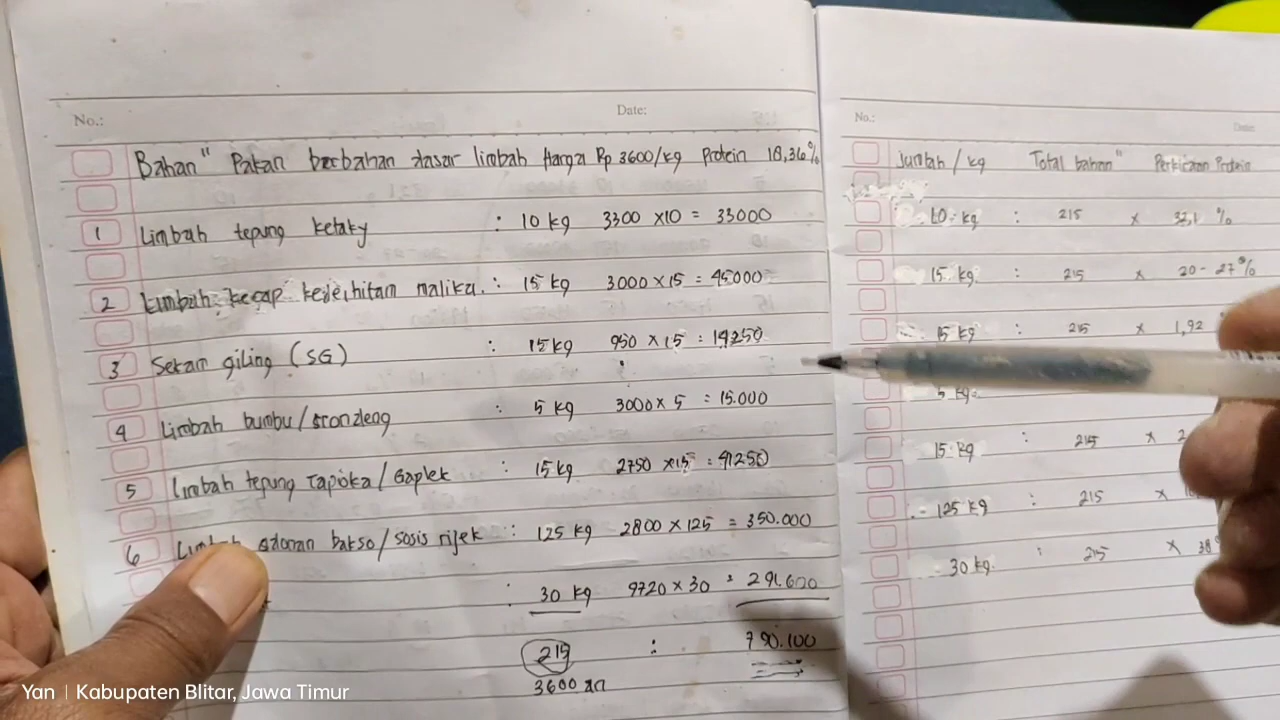 No.:
Date:
Bahan" Pakan berbahan dasar limbah Harga Rp 3600/kg Protein 18,36%
1 Limbah tepung ketaky : 10 kg 3300 x10 = 33000
2 Limbah kecap kedelhitam malika. : 15 kg 3000 x 15 = 45000
3 Sekam giling (SG) : 15 kg 950 x 15 : 14250
4 Limbah bumbu/ : 5 kg 3000 x 5 : 15.000
5 Limbah tepung Tapioka/Gaplek : 15 kg 2750 x 15 : 41250
6 adonan bakso/sosis rijek : 125 kg 2800 x 125 = 350.000
: 30 kg 9720 x 30 = 291.600
215 : 790.100
3600
No.:
Date:
Jumlah/kg Total bahan" Perkiraan Protein
10 kg : 215 x 32,1 %
15 kg : 215 x 20-27%
15 kg : 215 x 1,92
5 kg
15 kg : 215 x 2
125 kg : 215 x
30 kg. : 215 x 38
Yan | Kabupaten Blitar, Jawa Timur